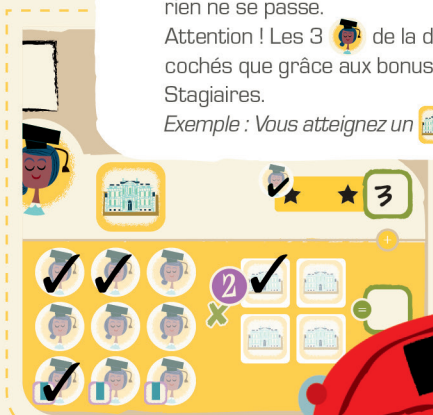 rien ne se passe.
Attention ! Les 3 de la d
cochés que grâce aux bonus
Stagiaires.
Exemple : Vous atteignez un
3
+
2
x
=